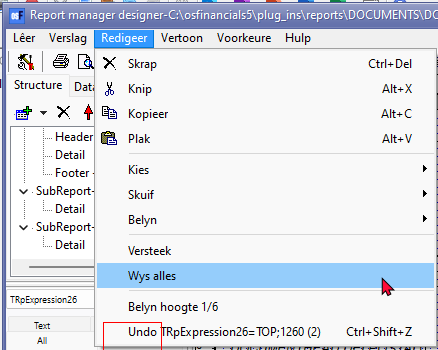 Report manager designer-C:\osfinancials5\plug_ins\reports\DOCUMENTS\DO
Lêer Verslag Redigeer Vertoon Voorkeure Hulp
Skrap Ctrl+Del
Structure Data
Knip Alt+X
Kopieer Alt+C
Header
Plak Alt+V
Detail
Footer -
Kies
SubReport-
Skuif
Detail
Belyn
SubReport-
Detail
Versteek
Wys alles
TRpExpression26
Belyn hoogte 1/6
Text
Undo TRpExpression26=TOP;1260 (2) Ctrl+Shift+Z
All